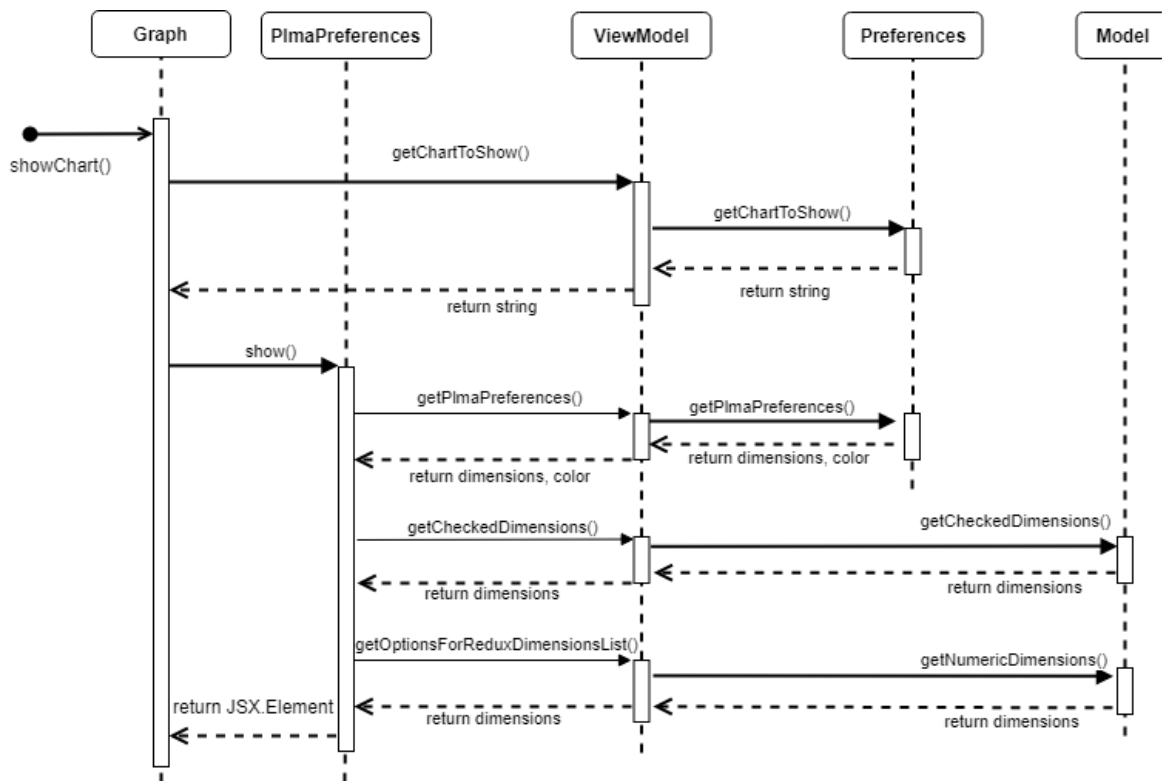 Graph
PlmaPreferences
ViewModel
Preferences
Model
showChart()
getChartToShow()
getChartToShow()
return string
return string
show()
getPlmaPreferences()
getPlmaPreferences()
return dimensions, color
return dimensions, color
getCheckedDimensions()
getCheckedDimensions()
return dimensions
return dimensions
getOptionsForReduxDimensionsList()
getNumericDimensions()
return JSX.Element
return dimensions
return dimensions